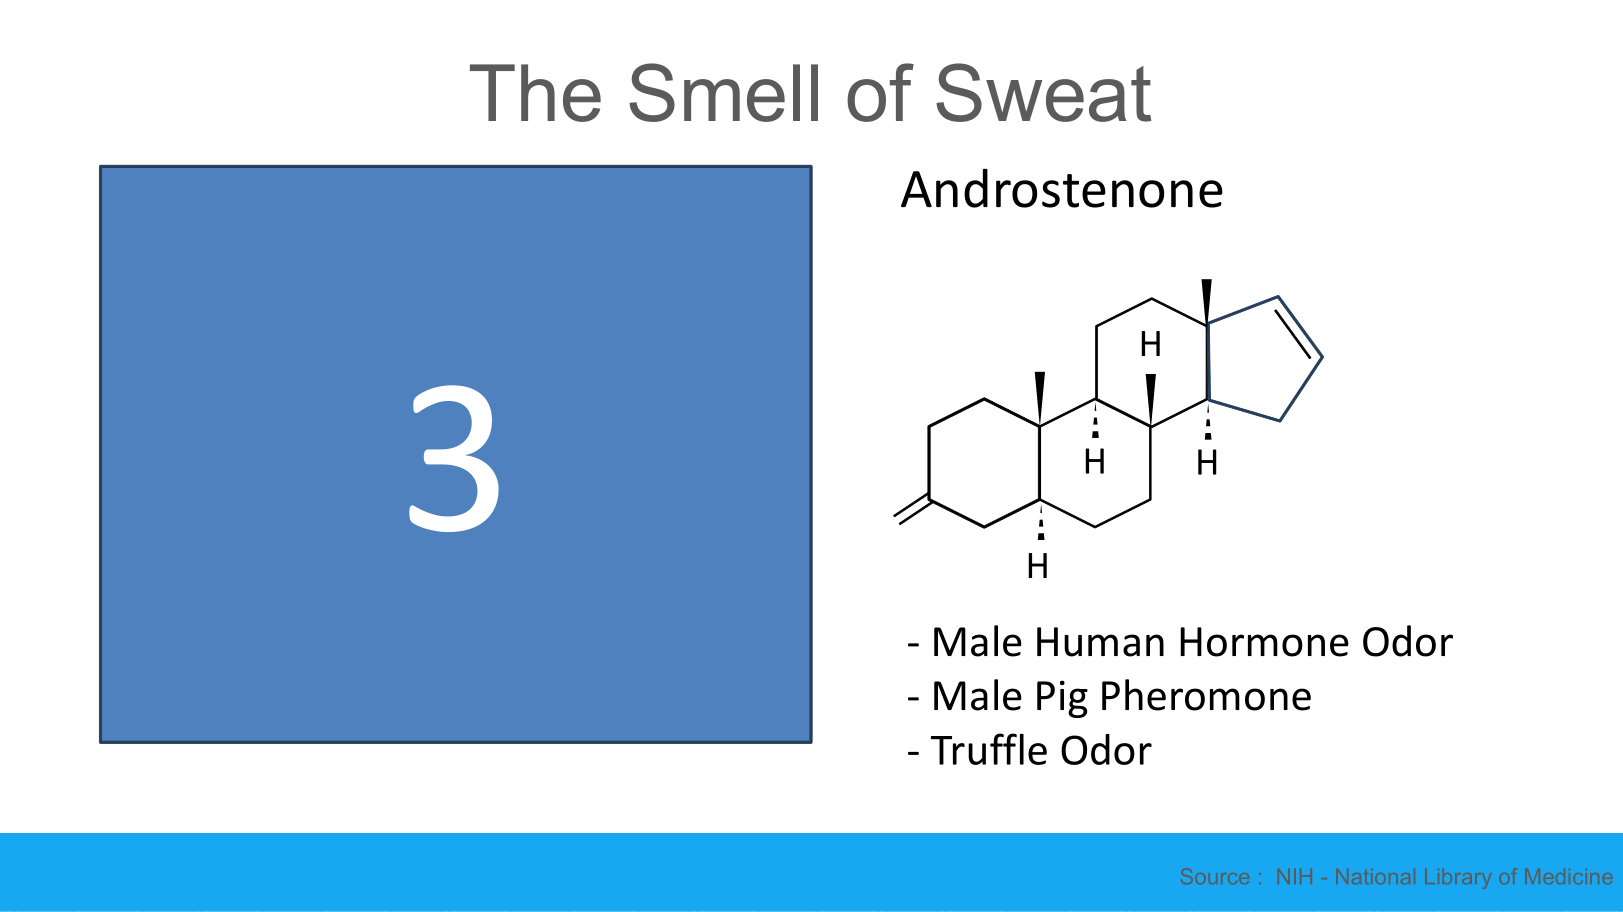 The Smell of Sweat
3
Androstenone
H
H
H
H
- Male Human Hormone Odor
- Male Pig Pheromone
- Truffle Odor
Source :  NIH - National Library of Medicine